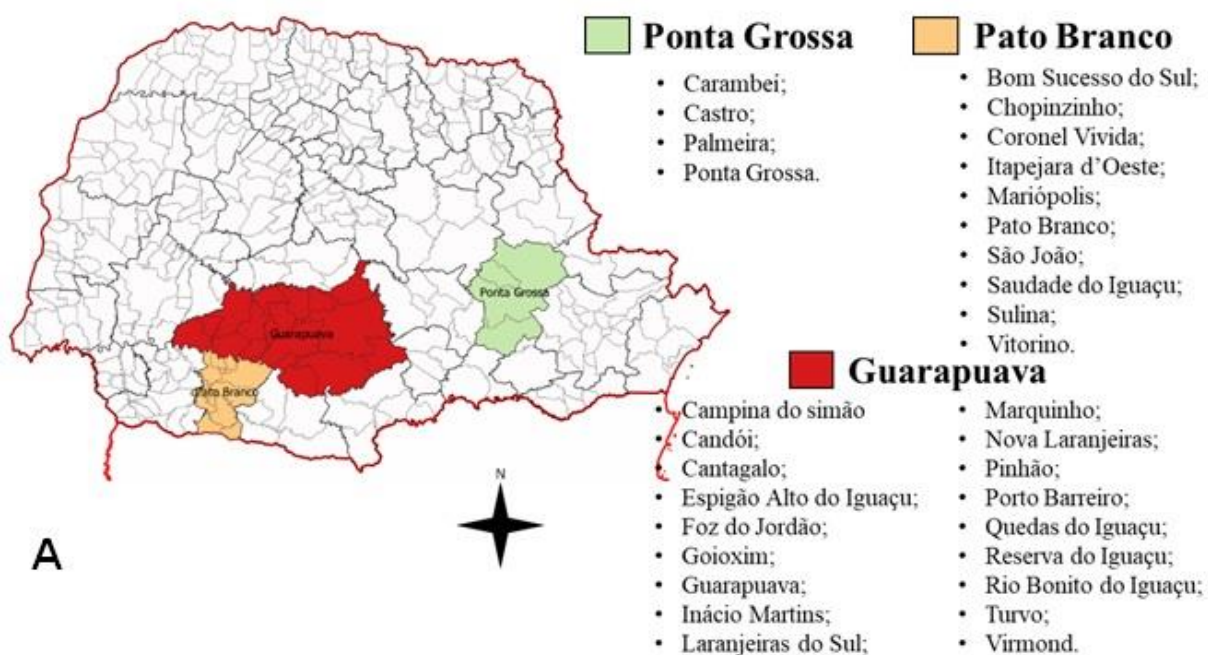 Ponta Grossa
• Carambeí;
• Castro;
• Palmeira;
• Ponta Grossa.
Pato Branco
• Bom Sucesso do Sul;
• Chopinzinho;
• Coronel Vivida;
• Itapejara d’Oeste;
• Mariópolis;
• Pato Branco;
• São João;
• Saudade do Iguaçu;
• Sulina;
• Vitorino.
Ponta Grossa
Guarapuava
Pato Branco
Guarapuava
• Campina do simão
• Candói;
• Cantagalo;
• Espigão Alto do Iguaçu;
• Foz do Jordão;
• Goioxim;
• Guarapuava;
• Inácio Martins;
• Laranjeiras do Sul;
• Marquinho;
• Nova Laranjeiras;
• Pinhão;
• Porto Barreiro;
• Quedas do Iguaçu;
• Reserva do Iguaçu;
• Rio Bonito do Iguaçu;
• Turvo;
• Virmond.
N
A